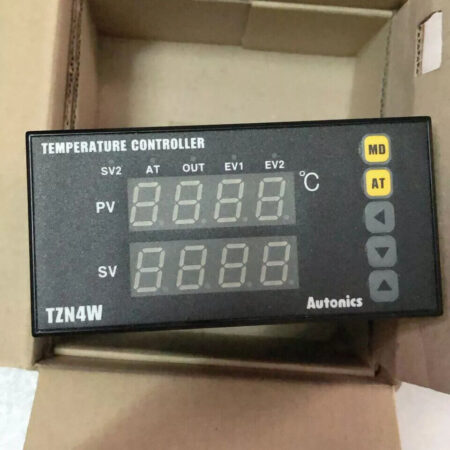 TEMPERATURE CONTROLLER
SV2 AT OUT EV1 EV2
PV
°C
SV
TZN4W
Autonics
MD
AT